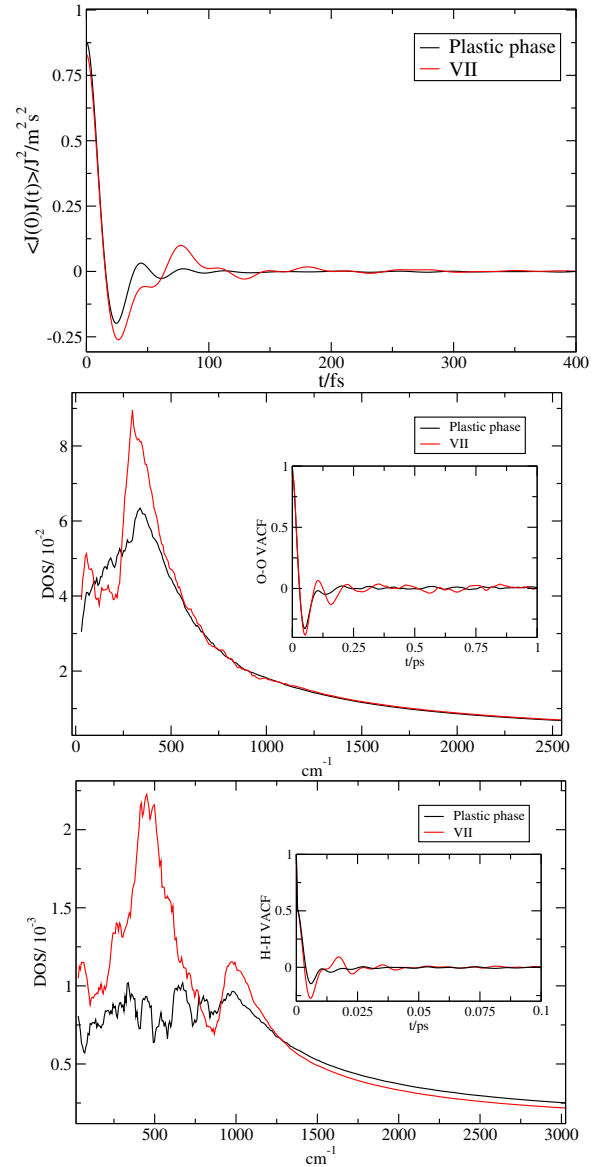 1
0.75
0.5
0.25
0
-0.25
<J(0)J(t)>/J²/m²s²
Plastic phase
VII
0 100 200 300 400
t/fs
8
6
4
2
DOS/ 10⁻²
Plastic phase
VII
1
0.5
0
O-O VACF
0 0.25 0.5 0.75 1
t/ps
0 500 1000 1500 2000 2500
cm⁻¹
2
1.5
1
0.5
DOS/ 10⁻³
Plastic phase
VII
1
0.5
0
H-H VACF
0 0.025 0.05 0.075 0.1
t/ps
500 1000 1500 2000 2500 3000
cm⁻¹